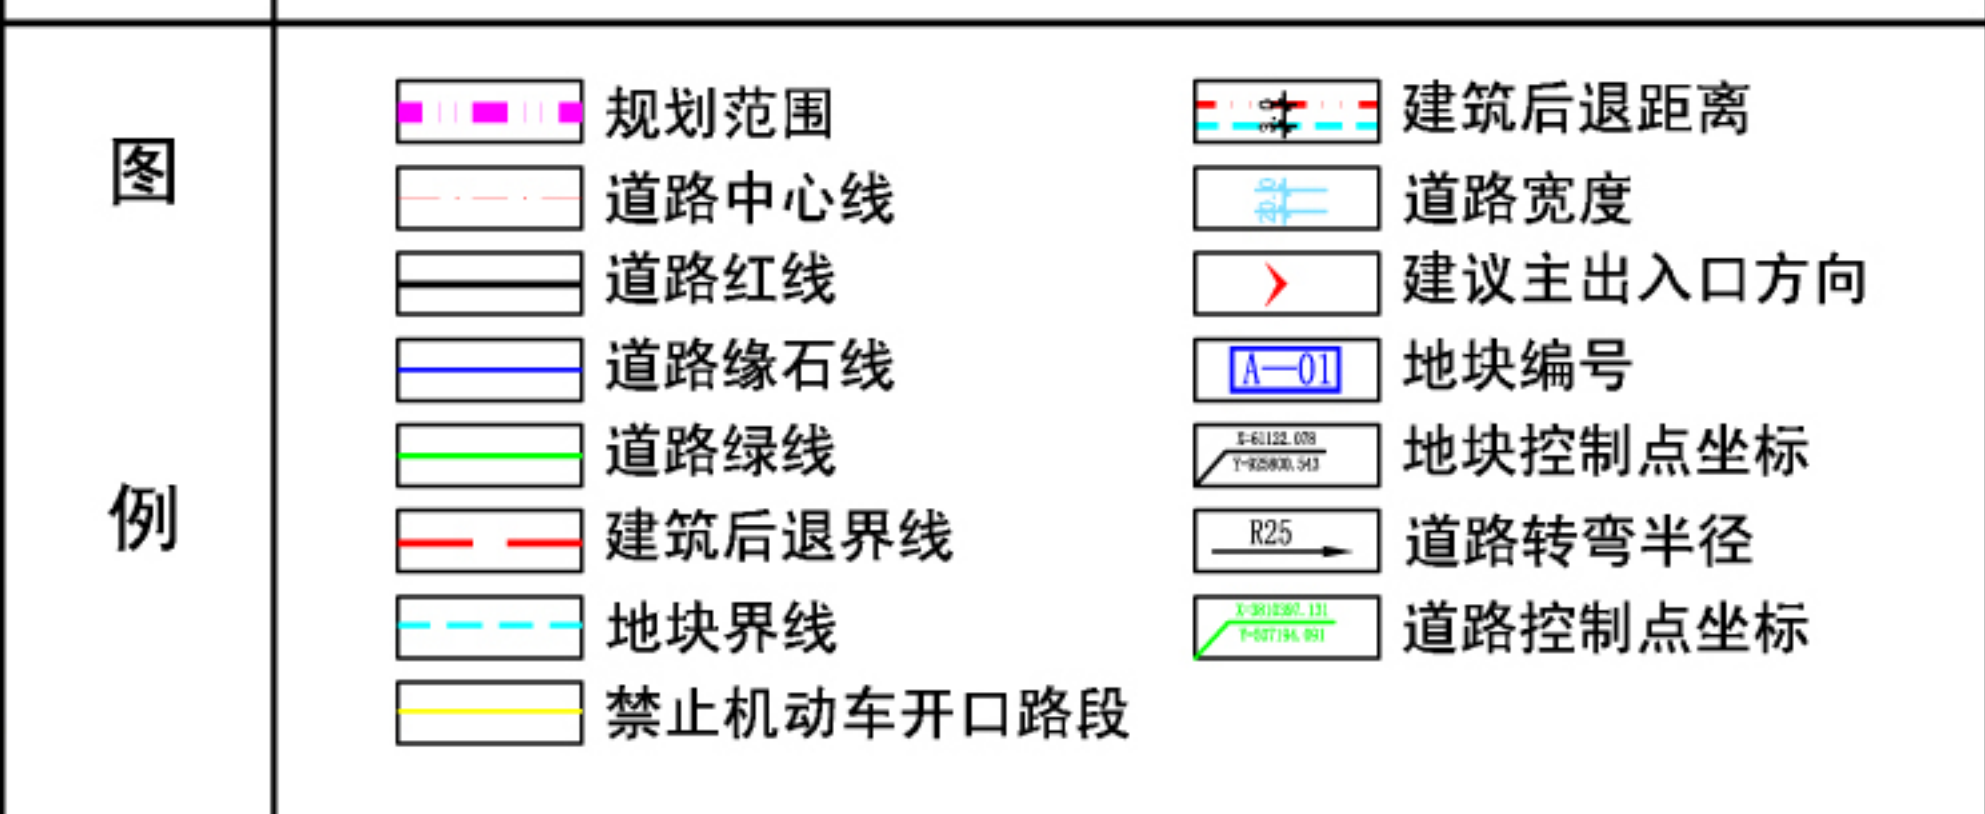 图例
规划范围
道路中心线
道路红线
道路缘石线
道路绿线
建筑后退界线
地块界线
禁止机动车开口路段
建筑后退距离
20.0
道路宽度
建议主出入口方向
A—01
地块编号
X=61122.078
地块控制点坐标
R25
道路转弯半径
道路控制点坐标